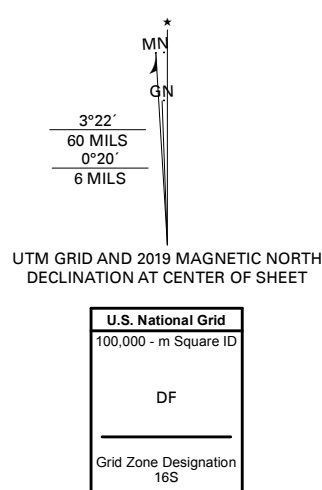 MN
GN
3°22´
60 MILS
0°20´
6 MILS
UTM GRID AND 2019 MAGNETIC NORTH
DECLINATION AT CENTER OF SHEET
U.S. National Grid
100,000 - m Square ID
DF
Grid Zone Designation
16S